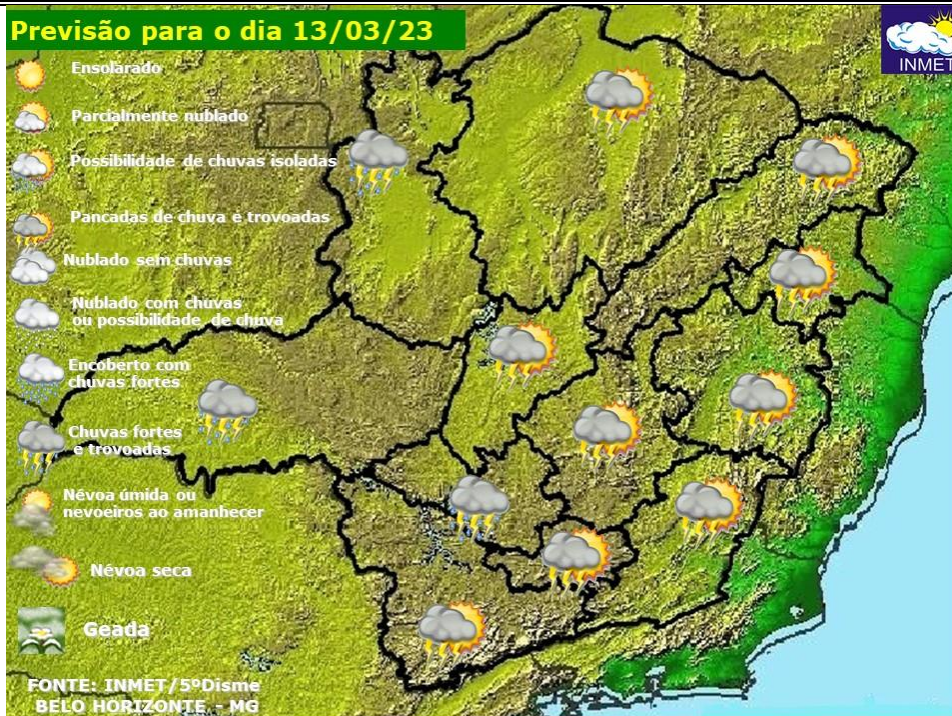 Previsão para o dia 13/03/23
INMET
Ensolarado
Parcialmente nublado
Possibilidade de chuvas isoladas
Pancadas de chuva e trovoadas
Nublado sem chuvas
Nublado com chuvas
ou possibilidade de chuva
Encoberto com
chuvas fortes
Chuvas fortes
e trovoadas
Névoa úmida ou
nevoeiros ao amanhecer
Névoa seca
Geada
FONTE: INMET/5ºDisme
BELO HORIZONTE - MG